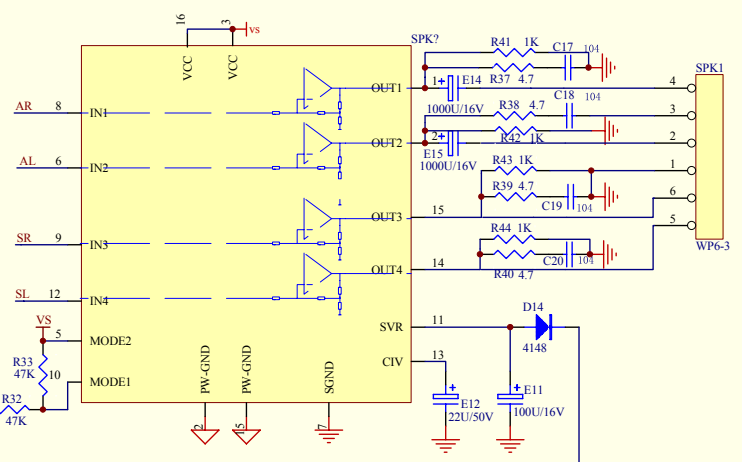 16
3
vs
VCC
VCC
SPK?
R41 1K
C17 104
R37 4.7
SPK1
OUT1
1
+
E14
1000U/16V
C18 104
4
R38 4.7
3
AR
8
IN1
OUT2
2
+
R42 1K
2
E15
1000U/16V
AL
6
IN2
R43 1K
1
R39 4.7
C19 104
6
OUT3
15
5
SR
9
IN3
R44 1K
WP6-3
C20 104
OUT4
14
R40 4.7
SL
12
IN4
VS
5
MODE2
SVR
11
D14
4148
R33
47K
10
MODE1
CIV
13
R32
47K
PW-GND
PW-GND
SGND
+
E12
22U/50V
+
E11
100U/16V
2
15
7